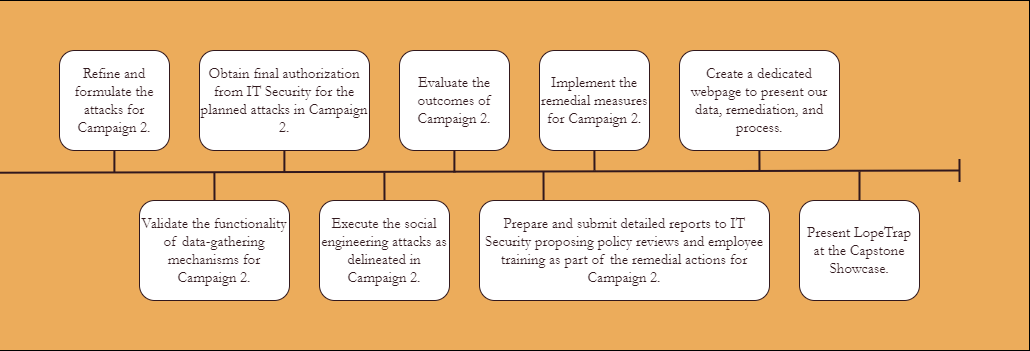 Refine and
formulate the
attacks for
Campaign 2.
Obtain final authorization
from IT Security for the
planned attacks in Campaign
2.
Evaluate the
outcomes of
Campaign 2.
Implement the
remedial measures
for Campaign 2.
Create a dedicated
webpage to present our
data, remediation, and
process.
Validate the functionality
of data-gathering
mechanisms for
Campaign 2.
Execute the social
engineering attacks as
delineated in
Campaign 2.
Prepare and submit detailed reports to IT
Security proposing policy reviews and employee
training as part of the remedial actions for
Campaign 2.
Present LopeTrap
at the Capstone
Showcase.